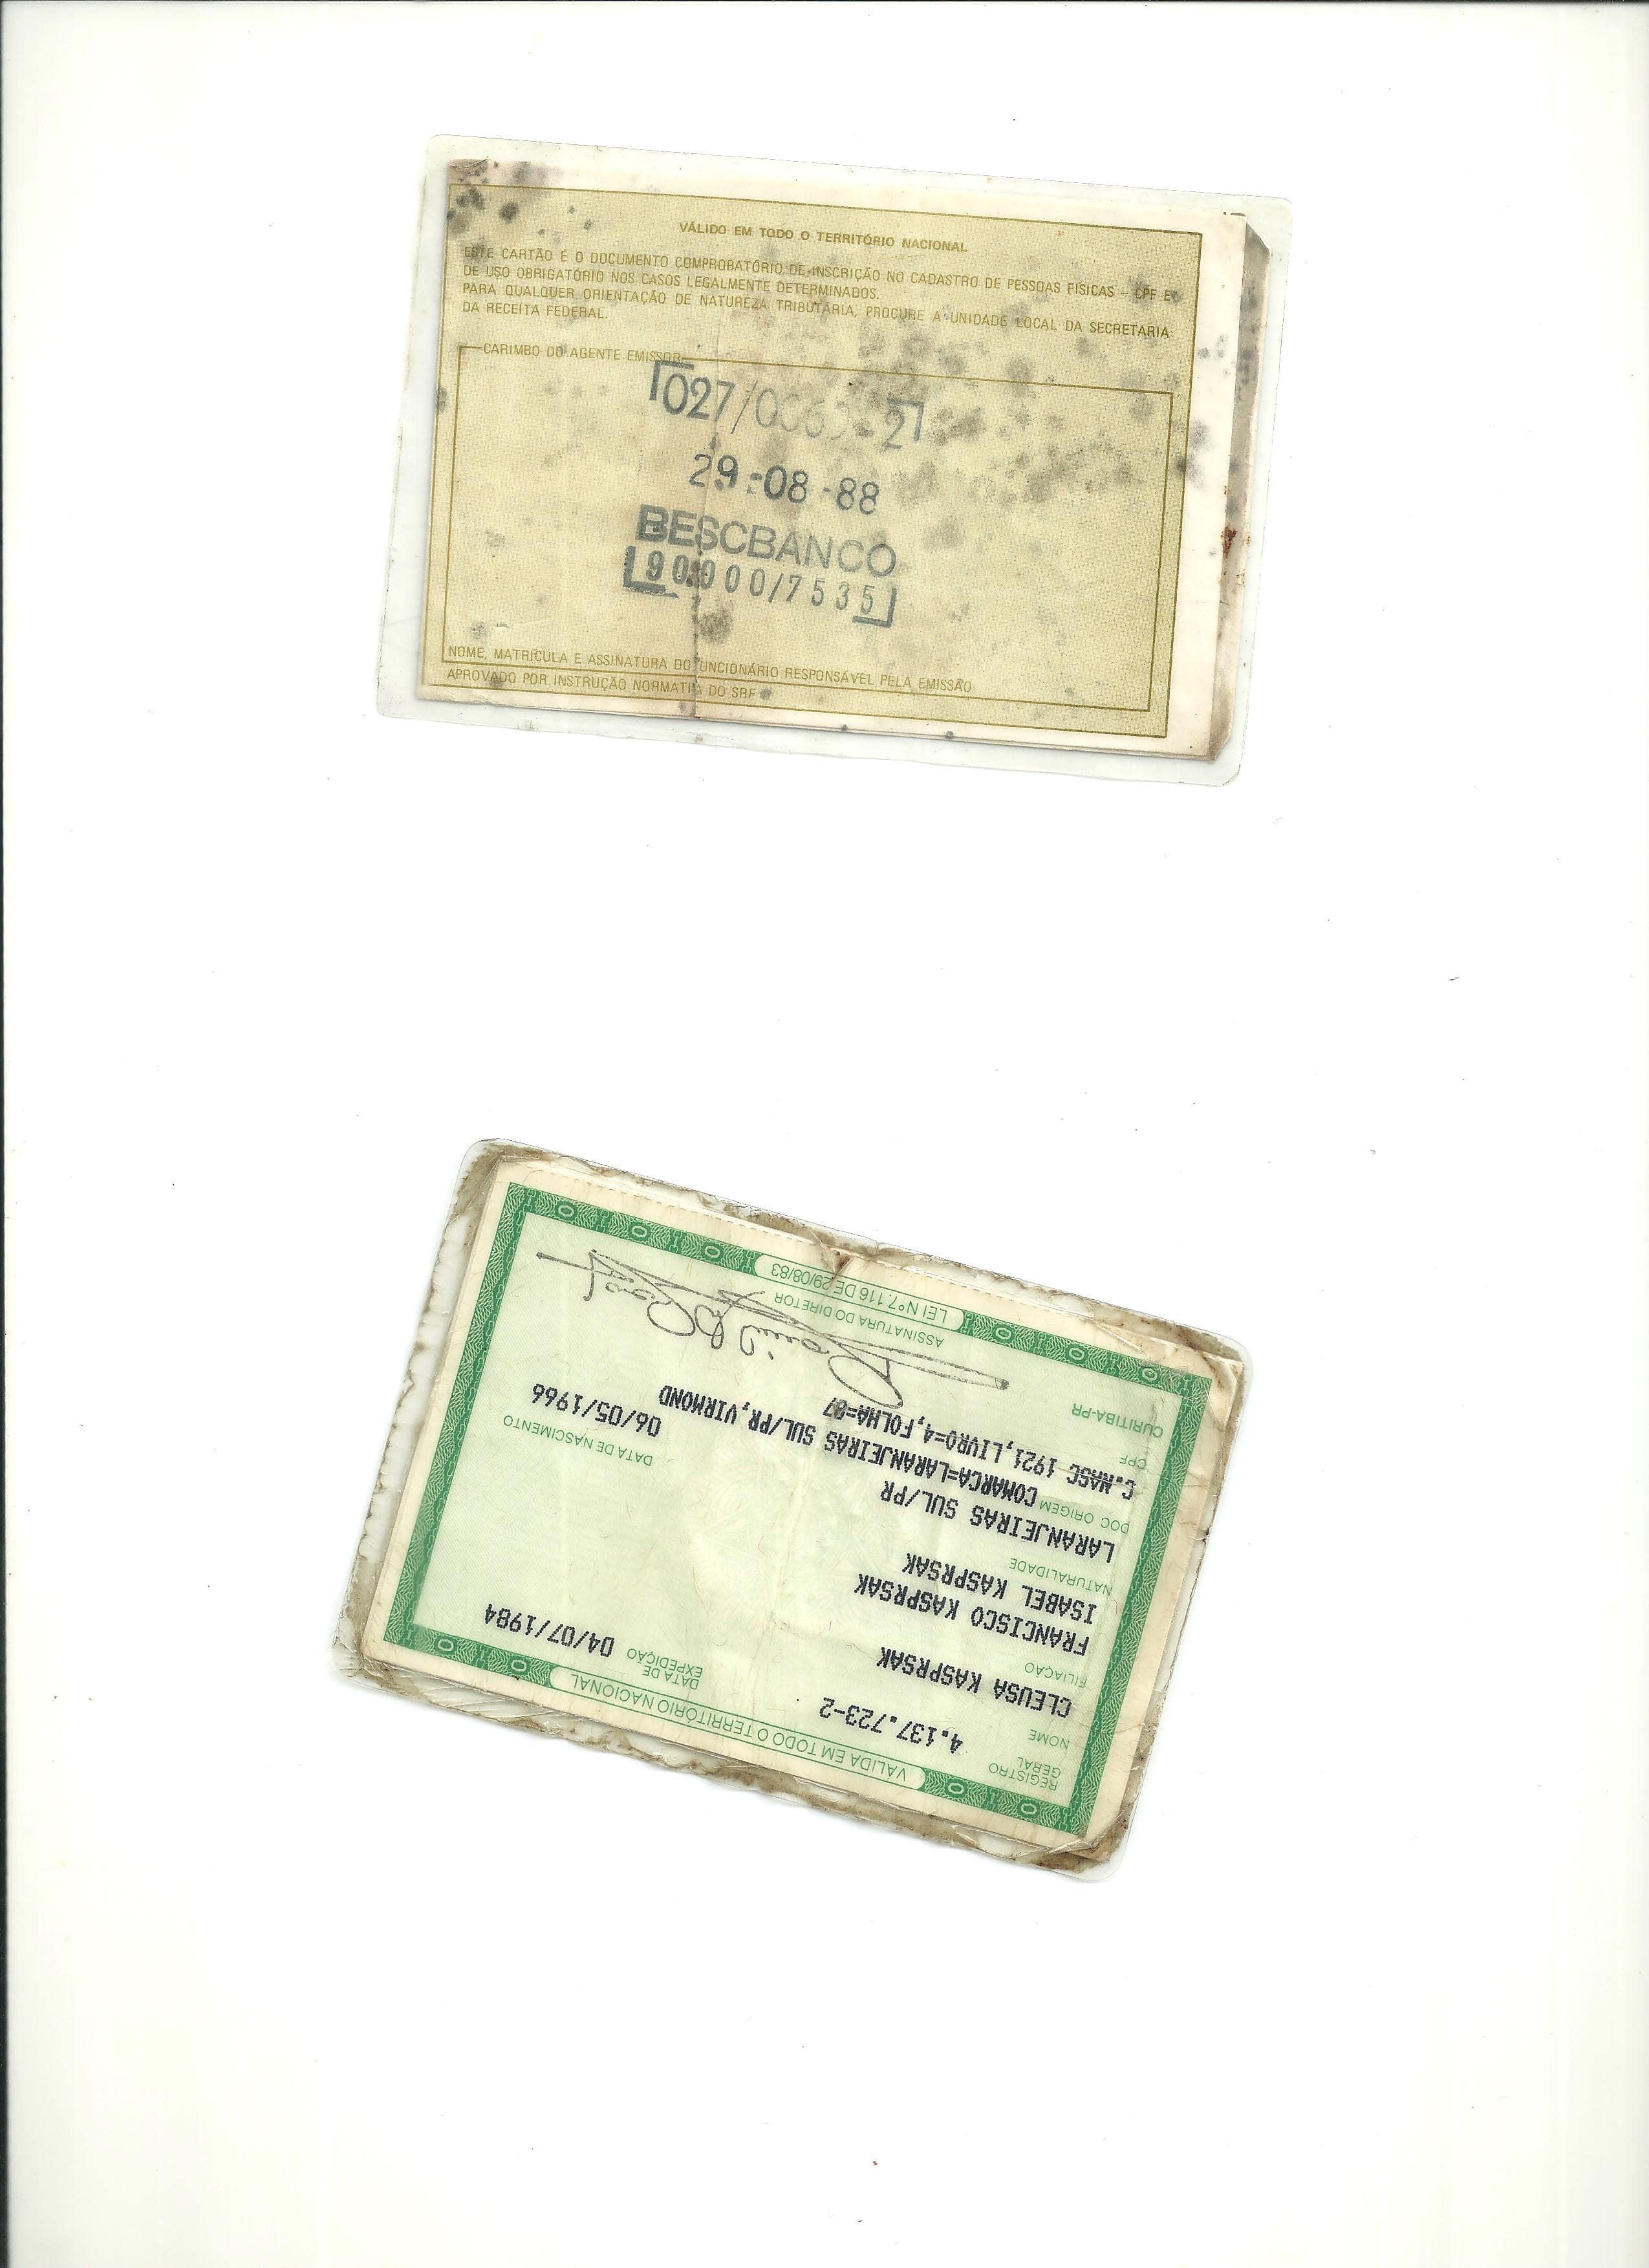 VÁLIDO EM TODO O TERRITÓRIO NACIONAL
ESTE CARTÃO É O DOCUMENTO COMPROBATÓRIO DE INSCRIÇÃO NO CADASTRO DE PESSOAS FÍSICAS — CPF E
DE USO OBRIGATÓRIO NOS CASOS LEGALMENTE DETERMINADOS.
PARA QUALQUER ORIENTAÇÃO DE NATUREZA TRIBUTÁRIA, PROCURE A UNIDADE LOCAL DA SECRETARIA
DA RECEITA FEDERAL.
CARIMBO DO AGENTE EMISSOR
29-08-88
BESCBANCO
90.000/7535
NOME, MATRÍCULA E ASSINATURA DO FUNCIONÁRIO RESPONSÁVEL PELA EMISSÃO
APROVADO POR INSTRUÇÃO NORMATIVA DO SRF
VALIDA EM TODO O TERRITÓRIO NACIONAL
REGISTRO GERAL 4.137.723-2
DATA DE EXPEDIÇÃO 04/07/1984
NOME
CLEUSA KASPRSAK
FILIAÇÃO
FRANCISCO KASPRSAK
ISABEL KASPRSAK
NATURALIDADE
LARANJEIRAS SUL/PR
DATA DE NASCIMENTO
06/05/1966
DOC ORIGEM COMARCA=LARANJEIRAS SUL/PR,VIRMOND
C.NASC 1921,LIVRO=4,FOLHA=87
CPF
CURITIBA-PR
ASSINATURA DO DIRETOR
LEI Nº 7.116 DE 29/08/83